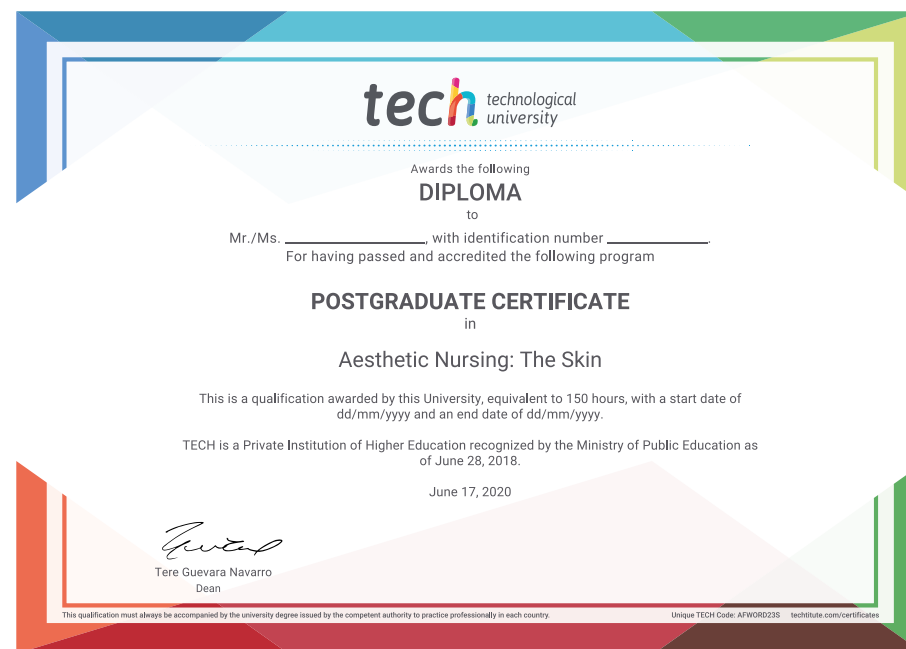 tech technological
university
Awards the following
DIPLOMA
to
Mr./Ms. ____________________, with identification number ______________.
For having passed and accredited the following program
POSTGRADUATE CERTIFICATE
in
Aesthetic Nursing: The Skin
This is a qualification awarded by this University, equivalent to 150 hours, with a start date of
dd/mm/yyyy and an end date of dd/mm/yyyy.
TECH is a Private Institution of Higher Education recognized by the Ministry of Public Education as
of June 28, 2018.
June 17, 2020
Tere Guevara Navarro
Dean
This qualification must always be accompanied by the university degree issued by the competent authority to practice professionally in each country. Unique TECH Code: AFWORD23S techtitute.com/certificates